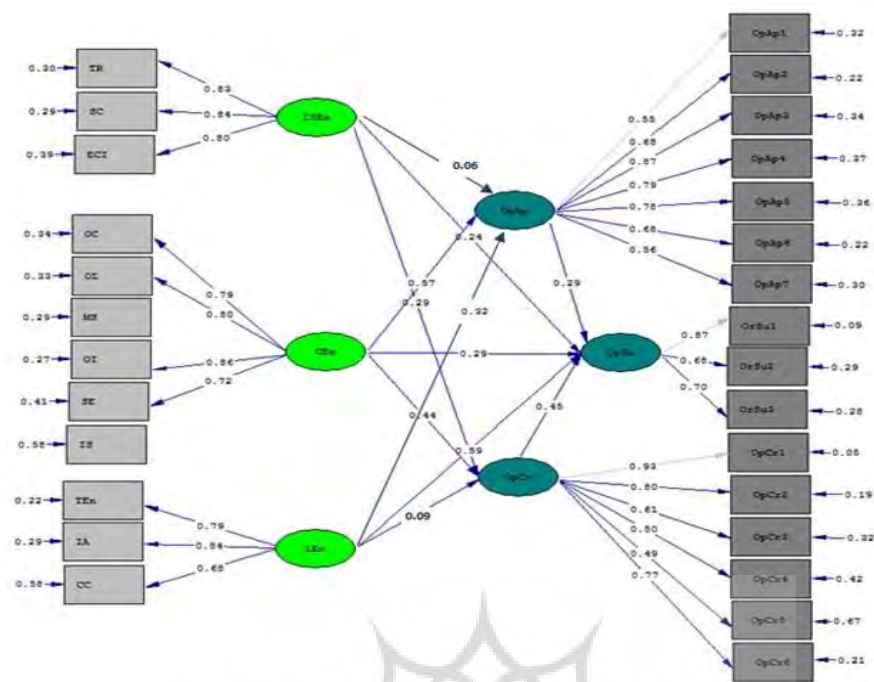 0.30 TR 0.83
0.29 SC 0.84
0.39 ECI 0.80
0.34 OC 0.79
0.33 0.80
0.29
0.27 OI 0.86
0.41 SE 0.72
0.58 IS
0.22 TEn 0.79
0.29 IA 0.84
0.58 CC 0.65
OpAp
0.06
0.24
0.57
0.29
0.32
0.29
0.29
0.44
0.59
0.45
0.09
0.55 OpAp1 0.32
0.68 OpAp2 0.22
0.87 OpAp3 0.34
0.79 OpAp4 0.37
0.78 OpAp5 0.36
0.68 OpAp6 0.22
0.56 OpAp7 0.30
0.87 OrSu1 0.09
0.68 OrSu2 0.29
0.70 OrSu3 0.28
0.93 OpCr1 0.05
0.80 OpCr2 0.19
0.61 OpCr3 0.32
0.50 OpCr4 0.42
0.49 OpCr5 0.67
0.77 OpCr6 0.21